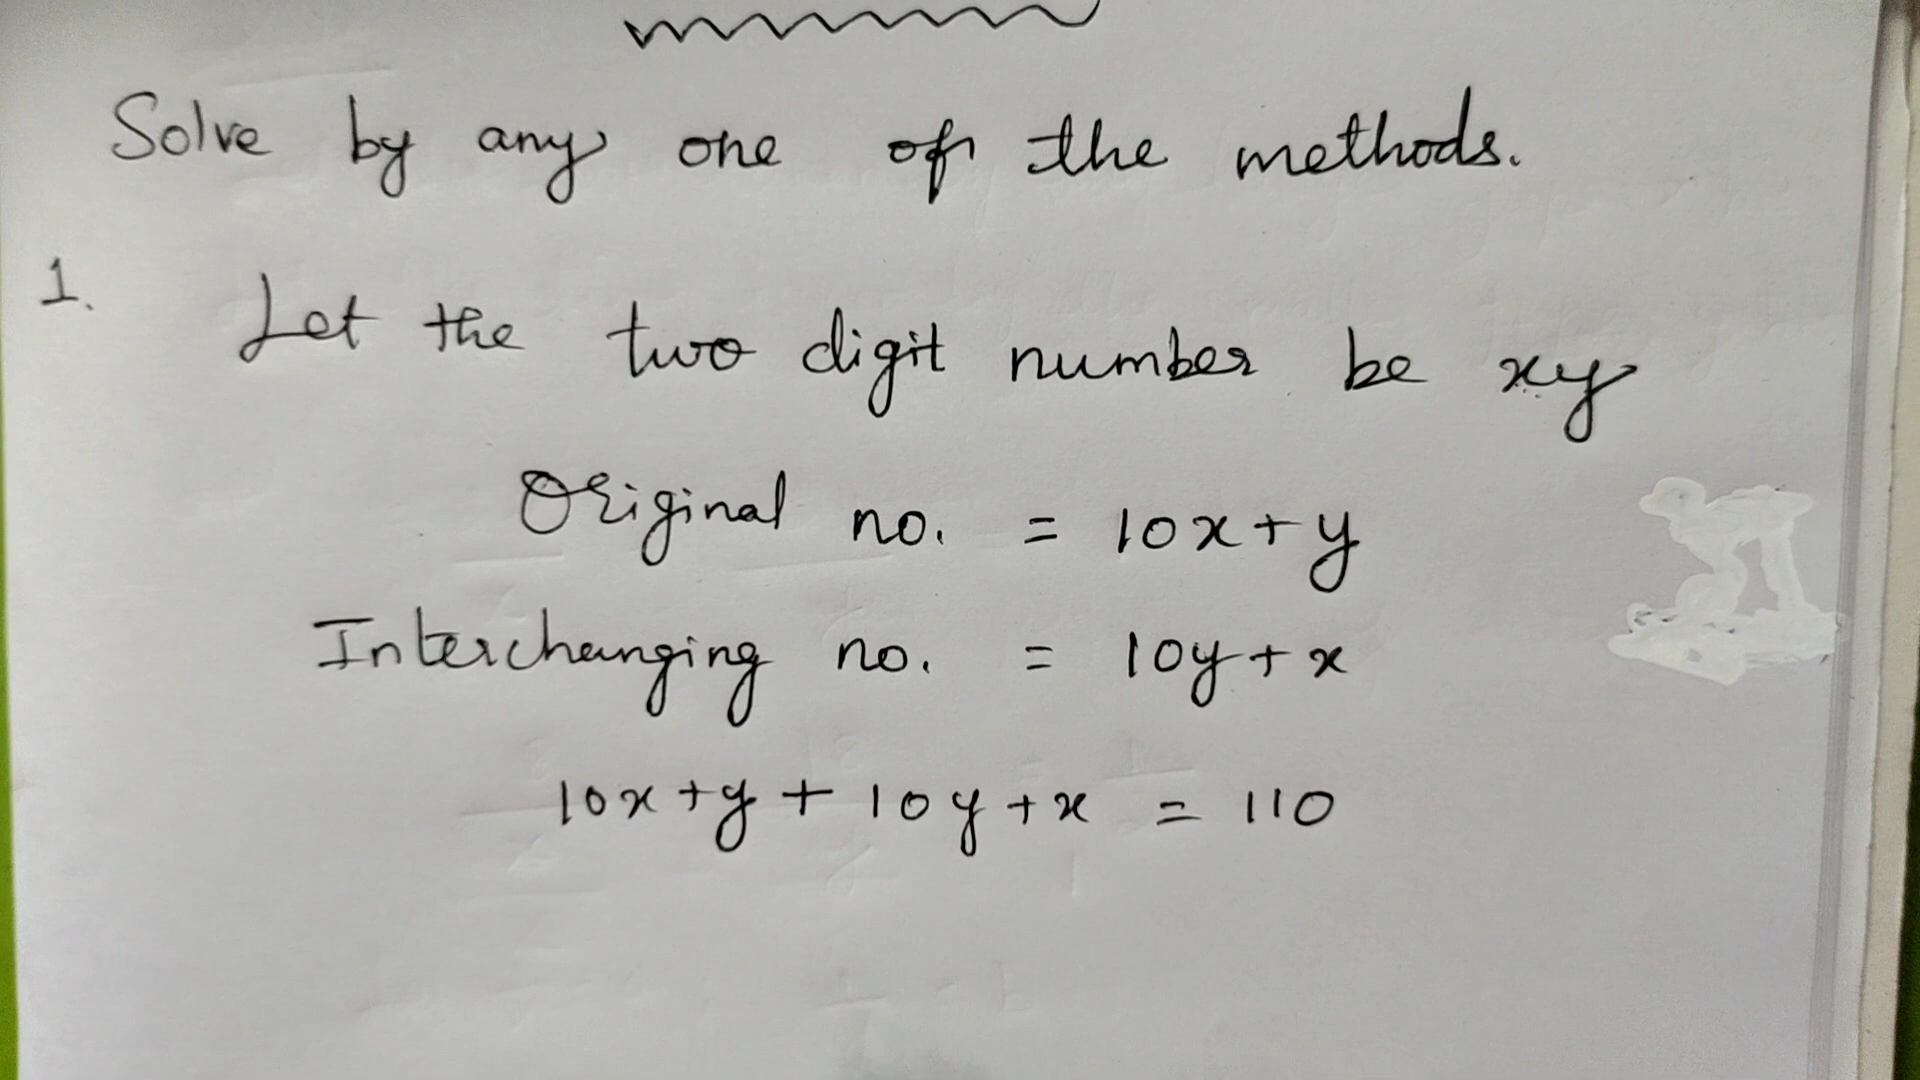 Solve by any one of the methods.
1. Let the two digit number be xy
Original no. = 10x+y
Interchanging no. = 10y+x
10x+y+10y+x = 110